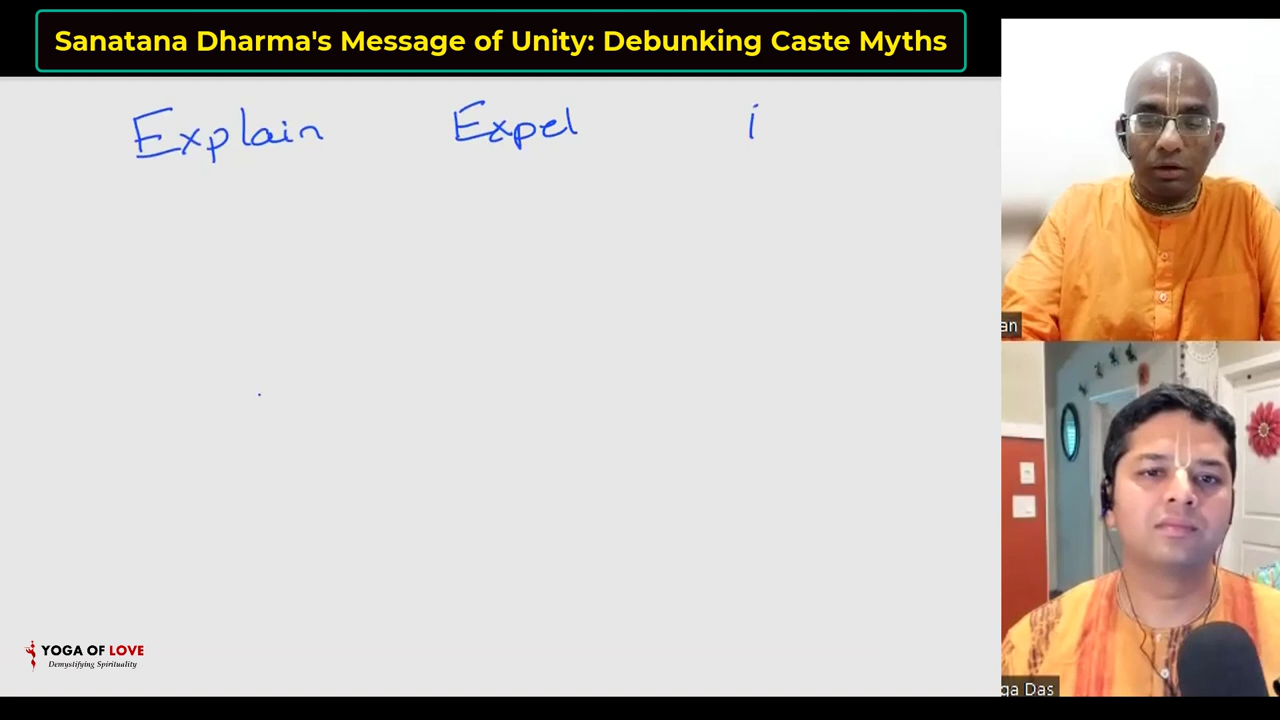 Sanatana Dharma's Message of Unity: Debunking Caste Myths
Explain Expel i
an
YOGA OF LOVE
Demystifying Spirituality
ga Das